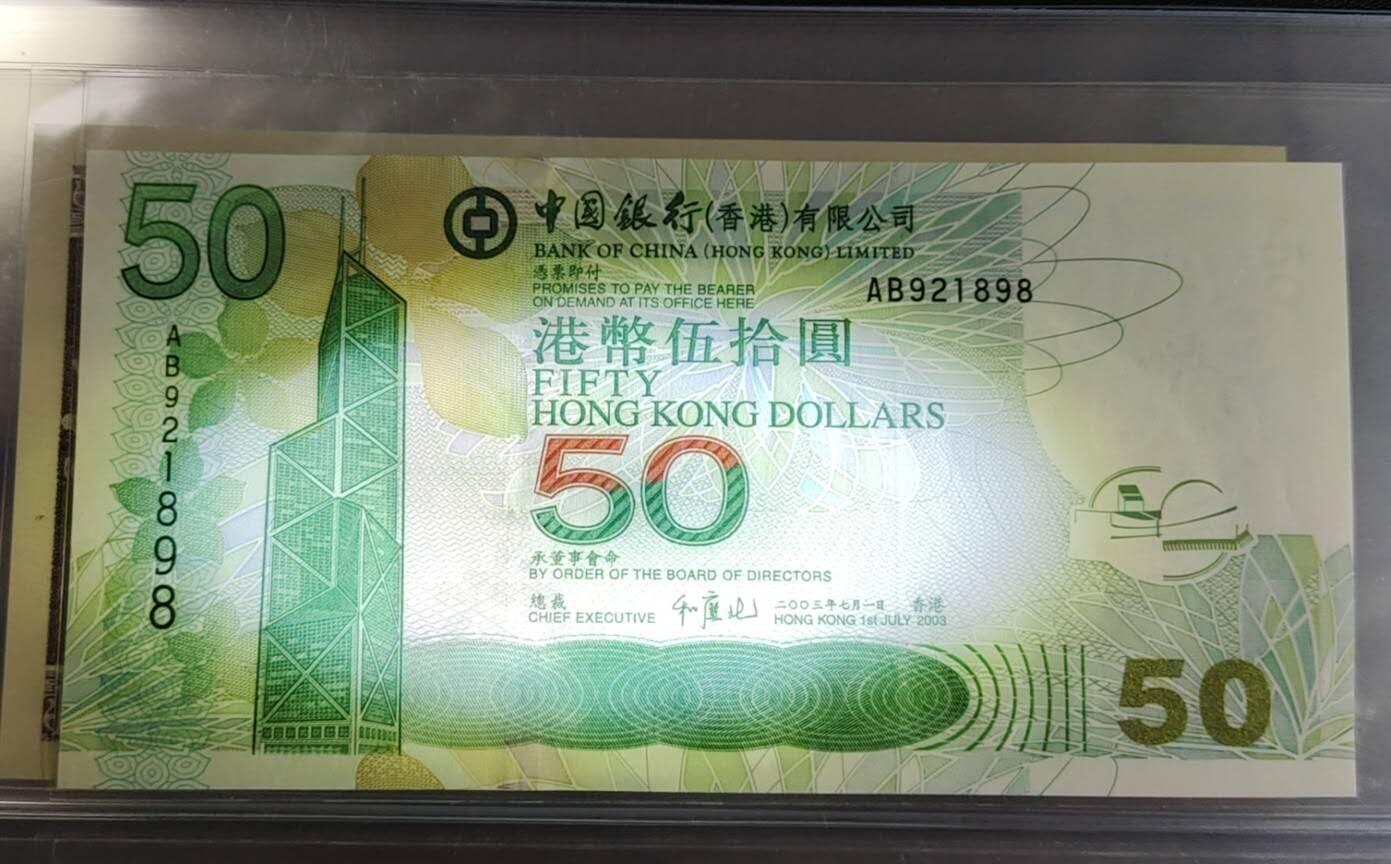 50
中國銀行(香港)有限公司
BANK OF CHINA (HONG KONG) LIMITED
憑票即付
PROMISES TO PAY THE BEARER
ON DEMAND AT ITS OFFICE HERE
AB921898
AB921898
港幣伍拾圓
FIFTY
HONG KONG DOLLARS
50
承董事會命
BY ORDER OF THE BOARD OF DIRECTORS
總裁
CHIEF EXECUTIVE
和廣北
二〇〇三年七月一日 香港
HONG KONG 1st JULY 2003
50